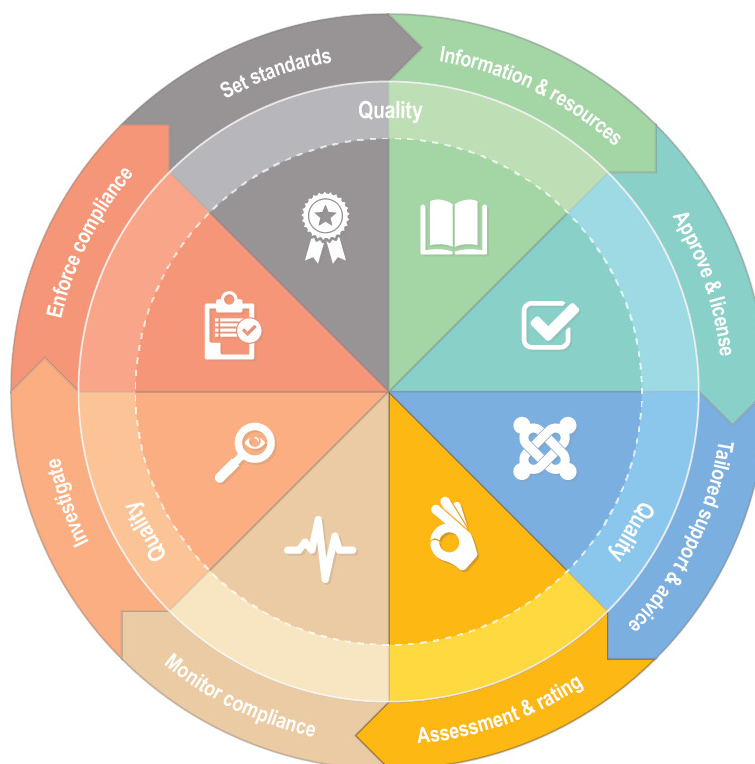 Set standards
Information & resources
Quality
Enforce compliance
Approve & license
Investigate
Quality
Quality
Tailored support & advice
Monitor compliance
Assessment & rating